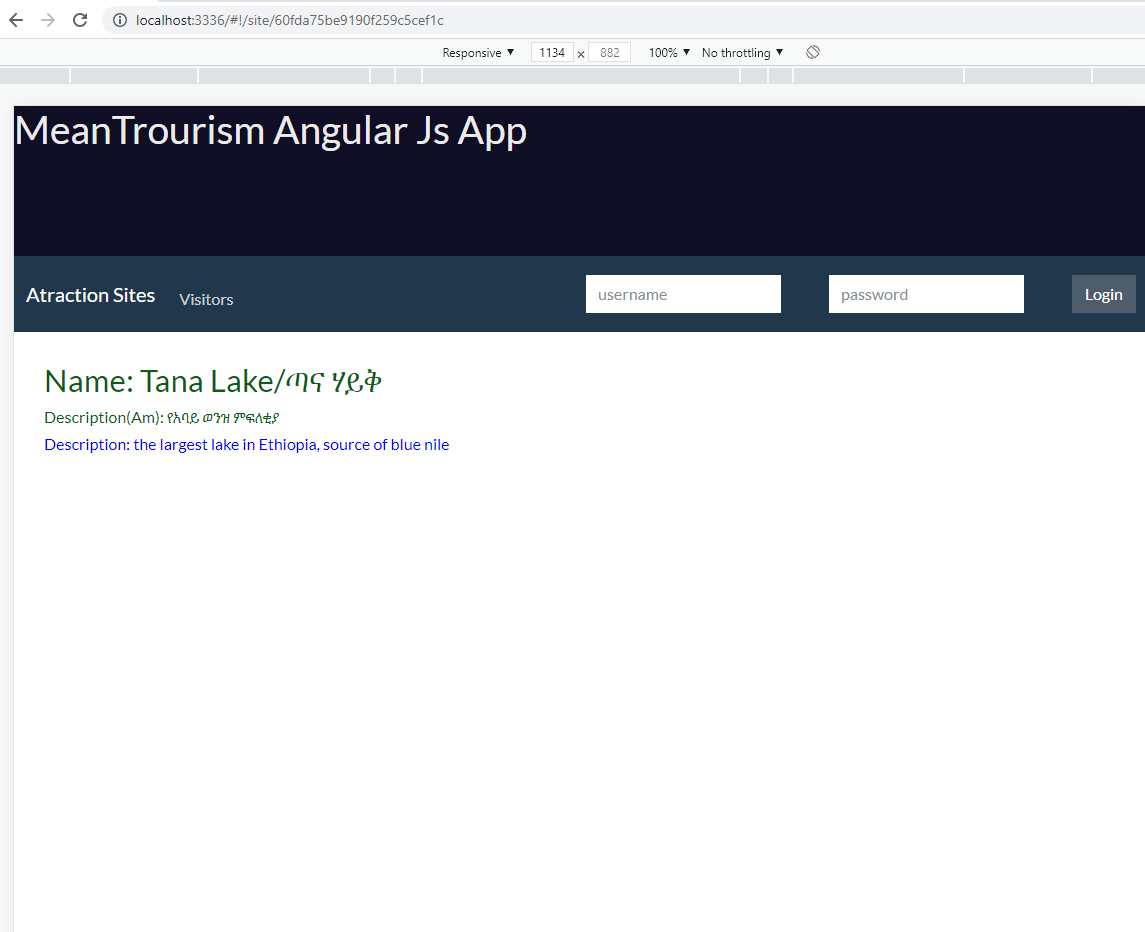 localhost:3336/#!/site/60fda75be9190f259c5cef1c
Responsive ▼ 1134 x 882 100% ▼ No throttling ▼
MeanTrourism Angular Js App
Atraction Sites Visitors username password Login
Name: Tana Lake/ጣና ሃይቅ
Description(Am): የአባይ ወንዝ ምፍለቂያ
Description: the largest lake in Ethiopia, source of blue nile